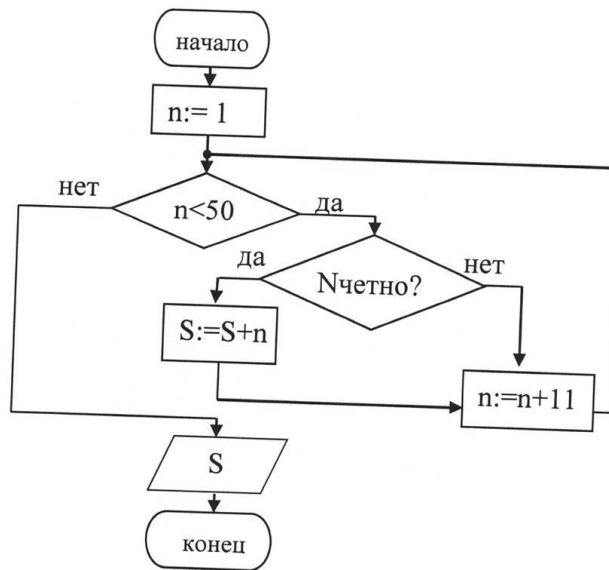 начало
n:= 1
нет
n<50
да
да
Nчетно?
нет
S:=S+n
n:=n+11
S
конец